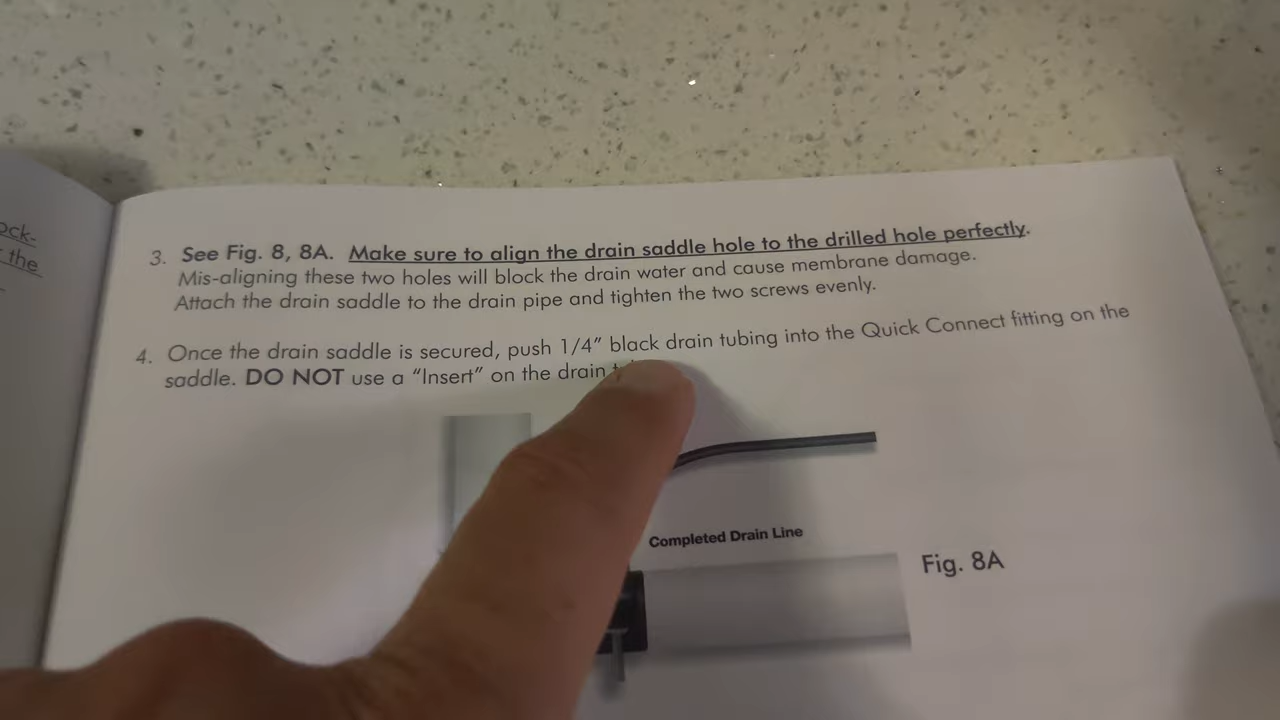 ock-
the
3. See Fig. 8, 8A. Make sure to align the drain saddle hole to the drilled hole perfectly.
Mis-aligning these two holes will block the drain water and cause membrane damage.
Attach the drain saddle to the drain pipe and tighten the two screws evenly.
4. Once the drain saddle is secured, push 1/4” black drain tubing into the Quick Connect fitting on the
saddle. DO NOT use a “Insert” on the drain
Completed Drain Line
Fig. 8A